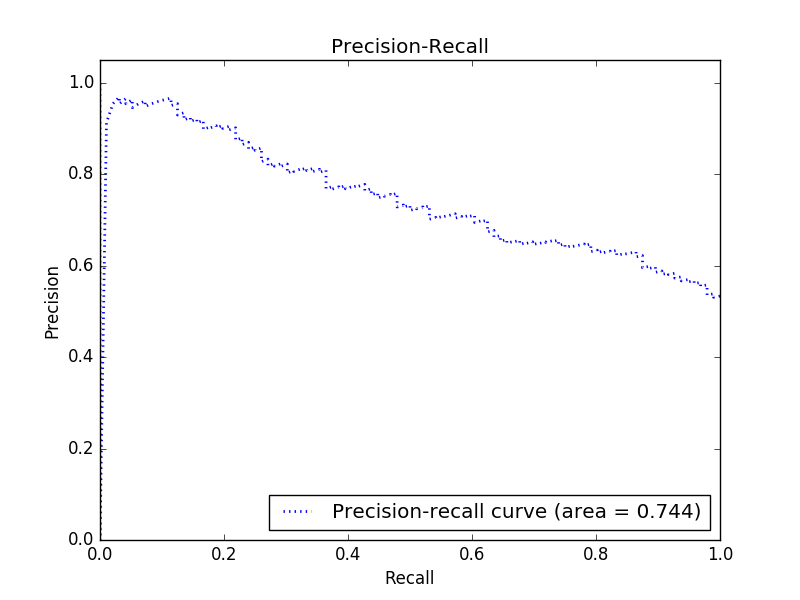 Precision-Recall
1.0
0.8
0.6
0.4
0.2
0.0
Precision
0.0 0.2 0.4 0.6 0.8 1.0
Recall
Precision-recall curve (area = 0.744)